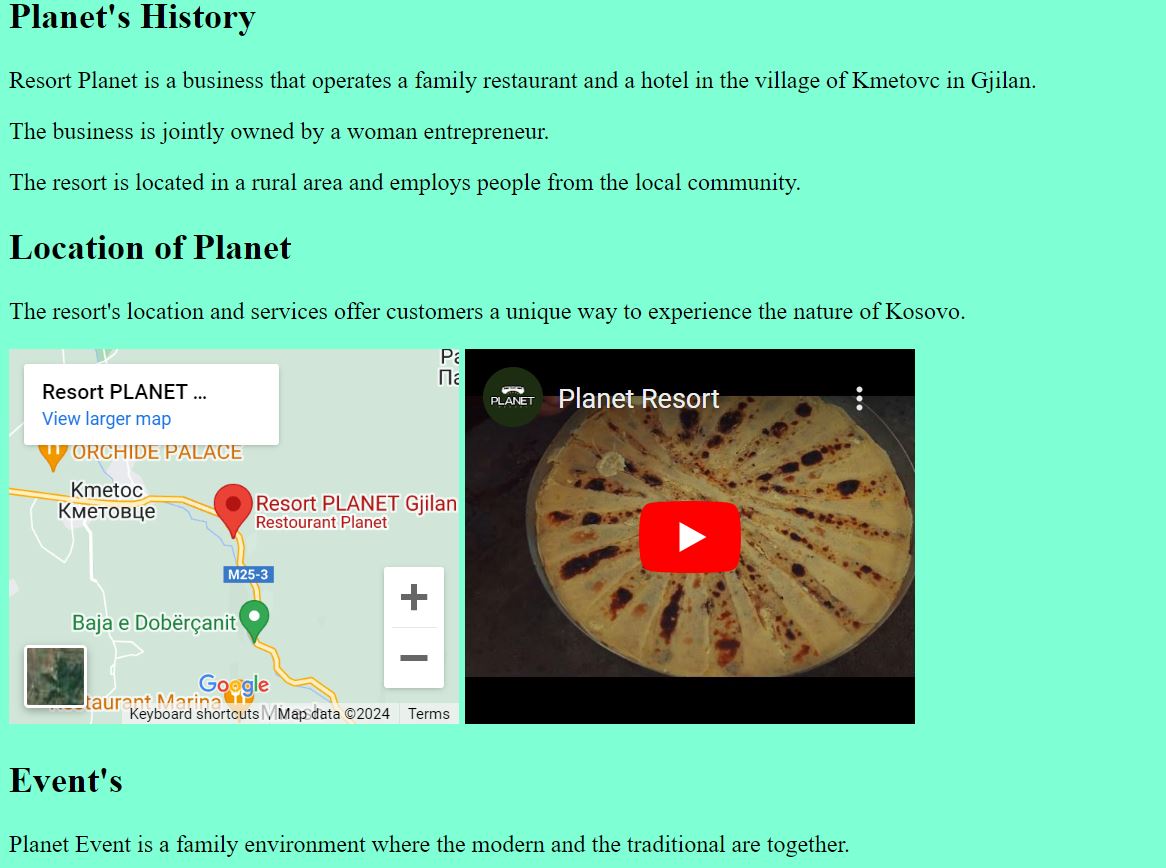 Planet's History
Resort Planet is a business that operates a family restaurant and a hotel in the village of Kmetovc in Gjilan.
The business is jointly owned by a woman entrepreneur.
The resort is located in a rural area and employs people from the local community.
Location of Planet
The resort's location and services offer customers a unique way to experience the nature of Kosovo.
Resort PLANET ...
View larger map
ORCHIDE PALACE
Kmetoc
Кметовце
Resort PLANET Gjilan
Restourant Planet
M25-3
Baja e Dobërçanit
Google
Marina
Keyboard shortcuts
Map data ©2024
Terms
PLANET
Planet Resort
Event's
Planet Event is a family environment where the modern and the traditional are together.